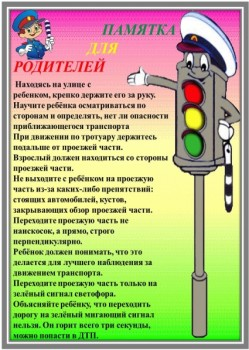 ПАМЯТКА
ДЛЯ
РОДИТЕЛЕЙ
Находясь на улице с
ребенком, крепко держите его за руку.
Научите ребёнка осматриваться по
сторонам и определять, нет ли опасности
приближающегося транспорта
При движении по тротуару держитесь
подальше от проезжей части.
Взрослый должен находиться со стороны
проезжей части.
Не выходите с ребёнком на проезжую
часть из-за каких-либо препятствий:
стоящих автомобилей, кустов,
закрывающих обзор проезжей части.
Переходите проезжую часть не
наискосок, а прямо, строго
перпендикулярно.
Ребёнок должен понимать, что это
делается для лучшего наблюдения за
движением транспорта.
Переходите проезжую часть только на
зелёный сигнал светофора.
Объясняйте ребёнку, что переходить
дорогу на зелёный мигающий сигнал
нельзя. Он горит всего три секунды,
можно попасти в ДТП.